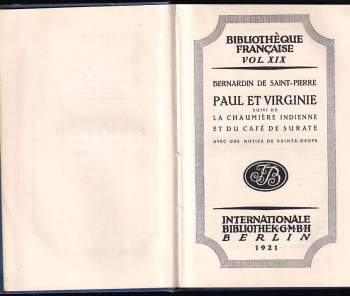 BIBLIOTHÈQUE
FRANÇAISE
VOL. XIX
BERNARDIN DE SAINT-PIERRE
PAUL ET VIRGINIE
SUIVI DE
LA CHAUMIÈRE INDIENNE
ET DU CAFÉ DE SURATE
AVEC UNE NOTICE DE SAINTE-BEUVE
INTERNATIONALE
BIBLIOTHEK·G·M·B·H
BERLIN
1921